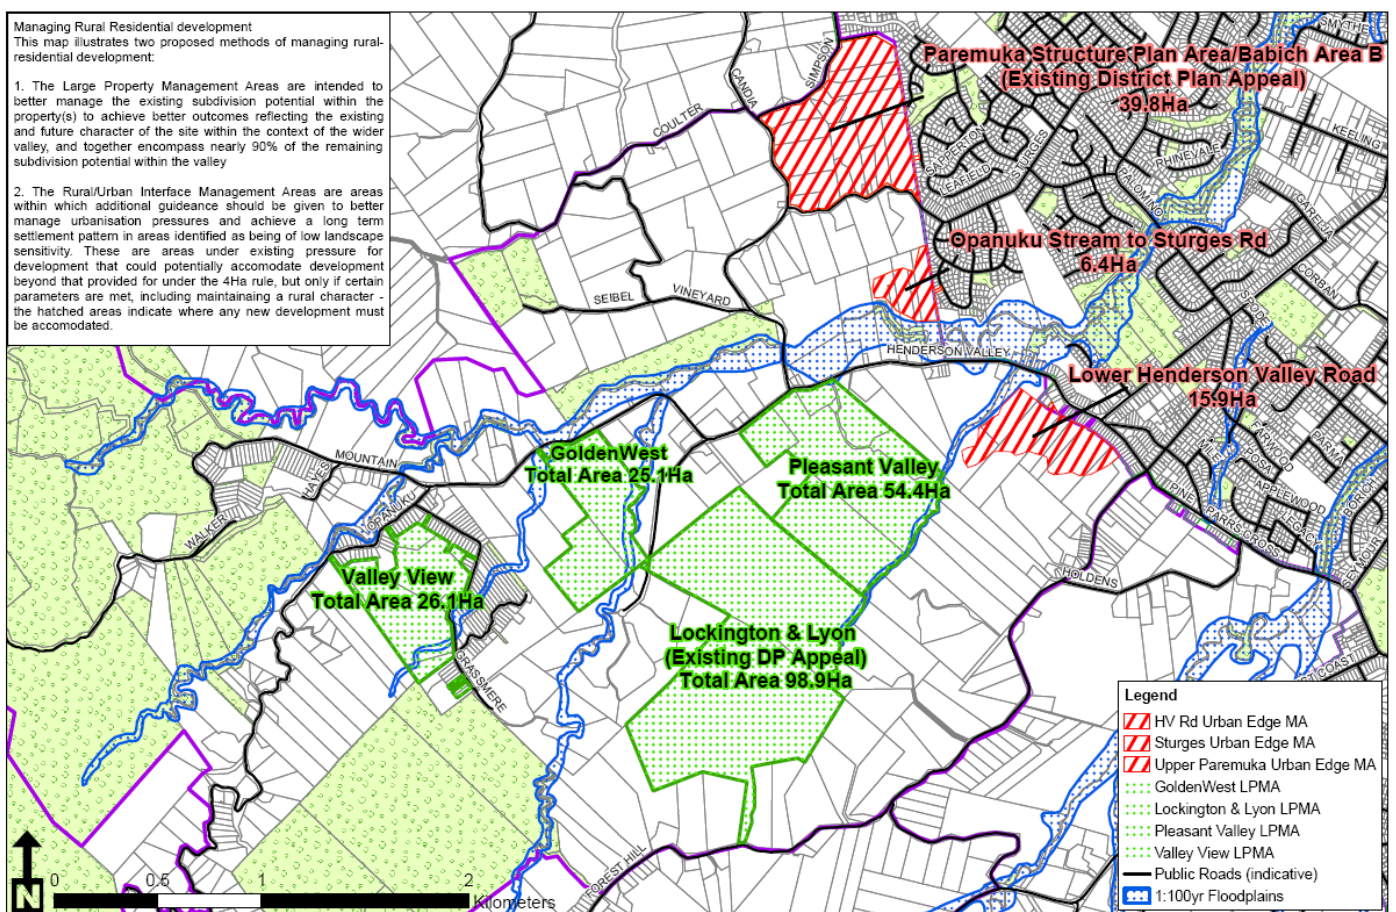 Managing Rural Residential development
This map illustrates two proposed methods of managing rural-
residential development:
1. The Large Property Management Areas are intended to
better manage the existing subdivision potential within the
property(s) to achieve better outcomes reflecting the existing
and future character of the site within the context of the wider
valley, and together encompass nearly 90% of the remaining
subdivision potential within the valley
2. The Rural/Urban Interface Management Areas are areas
within which additional guideance should be given to better
manage urbanisation pressures and achieve a long term
settlement pattern in areas identified as being of low landscape
sensitivity. These are areas under existing pressure for
development that could potentially accomodate development
beyond that provided for under the 4Ha rule, but only if certain
parameters are met, including maintainaing a rural character -
the hatched areas indicate where any new development must
be accomodated.
SMYTHE
SIMPSON
CANDIA
COULTER
Paremuka Structure Plan Area/Babich Area B
(Existing District Plan Appeal)
39.8Ha
KEELING
RHINEVALE
STURGES
LEAFIELD
PALOMINO
Opanuku Stream to Sturges Rd
6.4Ha
CORBAN
SEIBEL
VINEYARD
HENDERSON VALLEY
Lower Henderson Valley Road
15.9Ha
MOUNTAIN
HAYES
WALKER
OPANUKU
GoldenWest
Total Area 25.1Ha
Pleasant Valley
Total Area 54.4Ha
PARMA
APPLEWOOD
PINE
PARRS CROSS
SEYMOUR
HOLDENS
Valley View
Total Area 26.1Ha
Lockington & Lyon
(Existing DP Appeal)
Total Area 98.9Ha
GRASSMERE
FOREST HILL
Legend
HV Rd Urban Edge MA
Sturges Urban Edge MA
Upper Paremuka Urban Edge MA
GoldenWest LPMA
Lockington & Lyon LPMA
Pleasant Valley LPMA
Valley View LPMA
Public Roads (indicative)
1:100yr Floodplains
N
0 0.5 1 2
Kilometers